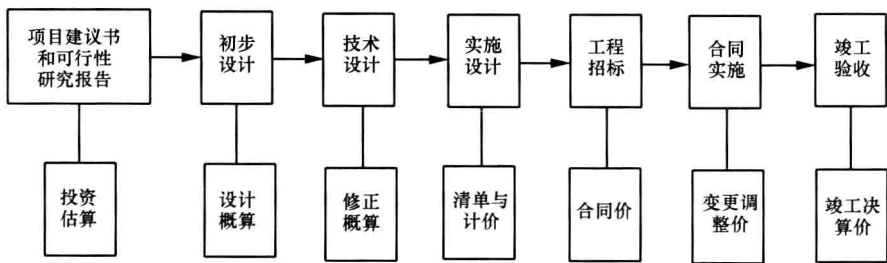 项目建议书
和可行性
研究报告
初步
设计
技术
设计
实施
设计
工程
招标
合同
实施
竣工
验收
投资
估算
设计
概算
修正
概算
清单与
计价
合同价
变更调
整价
竣工决
算价